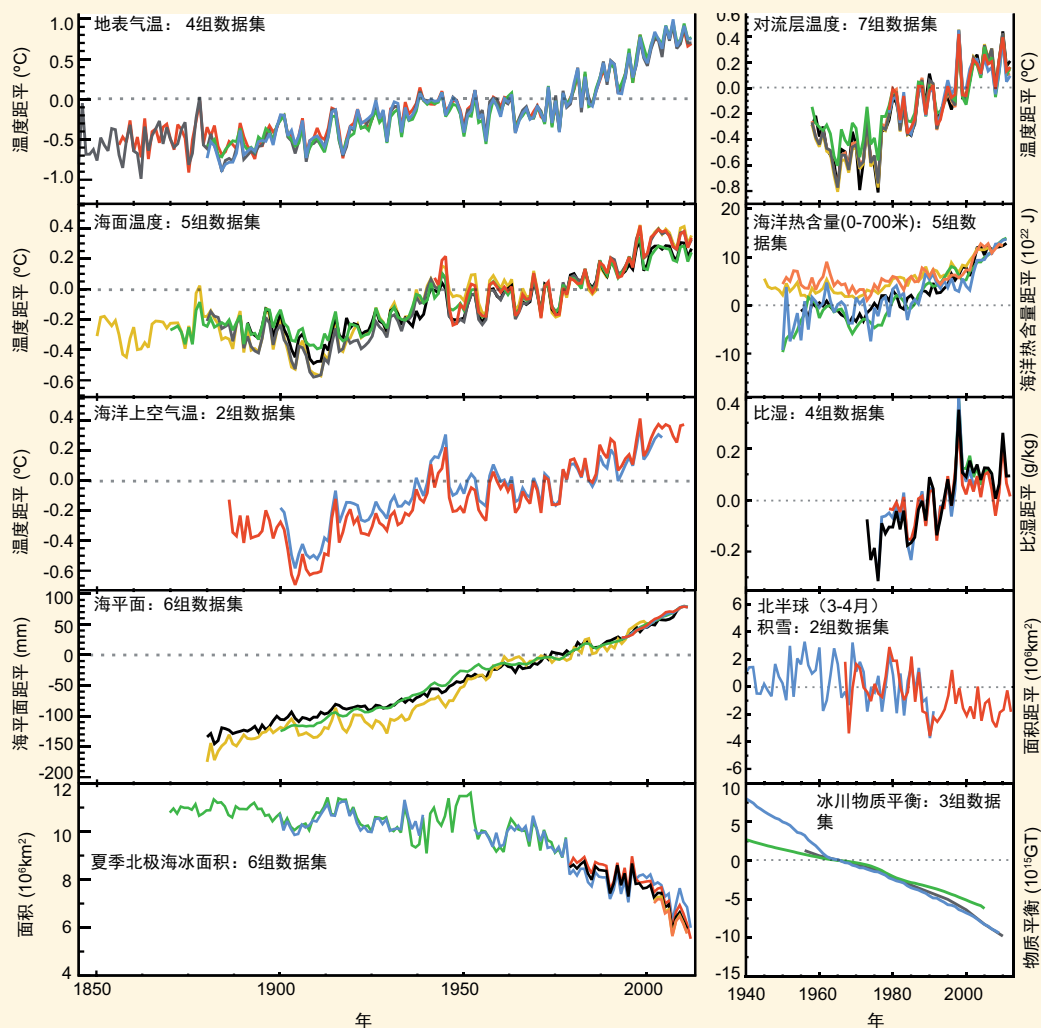 地表气温：4组数据集
1.0
0.5
0.0
-0.5
-1.0
温度距平 (ºC)
海面温度：5组数据集
0.4
0.2
0.0
-0.2
-0.4
-0.6
温度距平 (ºC)
海洋上空气温：2组数据集
0.4
0.2
0.0
-0.2
-0.4
-0.6
温度距平 (ºC)
海平面：6组数据集
100
50
0
-50
-100
-150
-200
海平面距平 (mm)
夏季北极海冰面积：6组数据集
12
10
8
6
4
面积 (10⁶km²)
1850 1900 1950 2000
年
对流层温度：7组数据集
0.6
0.4
0.2
0.0
-0.2
-0.4
-0.6
-0.8
温度距平 (ºC)
海洋热含量(0-700米)：5组数
据集
20
10
0
-10
海洋热含量距平 (10²² J)
比湿：4组数据集
0.4
0.2
0.0
-0.2
比湿距平 (g/kg)
北半球（3-4月）
积雪：2组数据集
6
4
2
0
-2
-4
-6
面积距平 (10⁶km2)
冰川物质平衡：3组数据
集
10
5
0
-5
-10
-15
物质平衡 (10¹⁵GT)
1940 1960 1980 2000
年